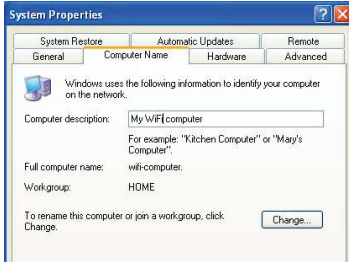 System Properties
System Restore Automatic Updates Remote
General Computer Name Hardware Advanced
Windows uses the following information to identify your computer
on the network.
Computer description: My WiFi computer
For example: "Kitchen Computer" or "Mary's
Computer".
Full computer name: wifi-computer.
Workgroup: HOME
To rename this computer or join a workgroup, click
Change.
Change...